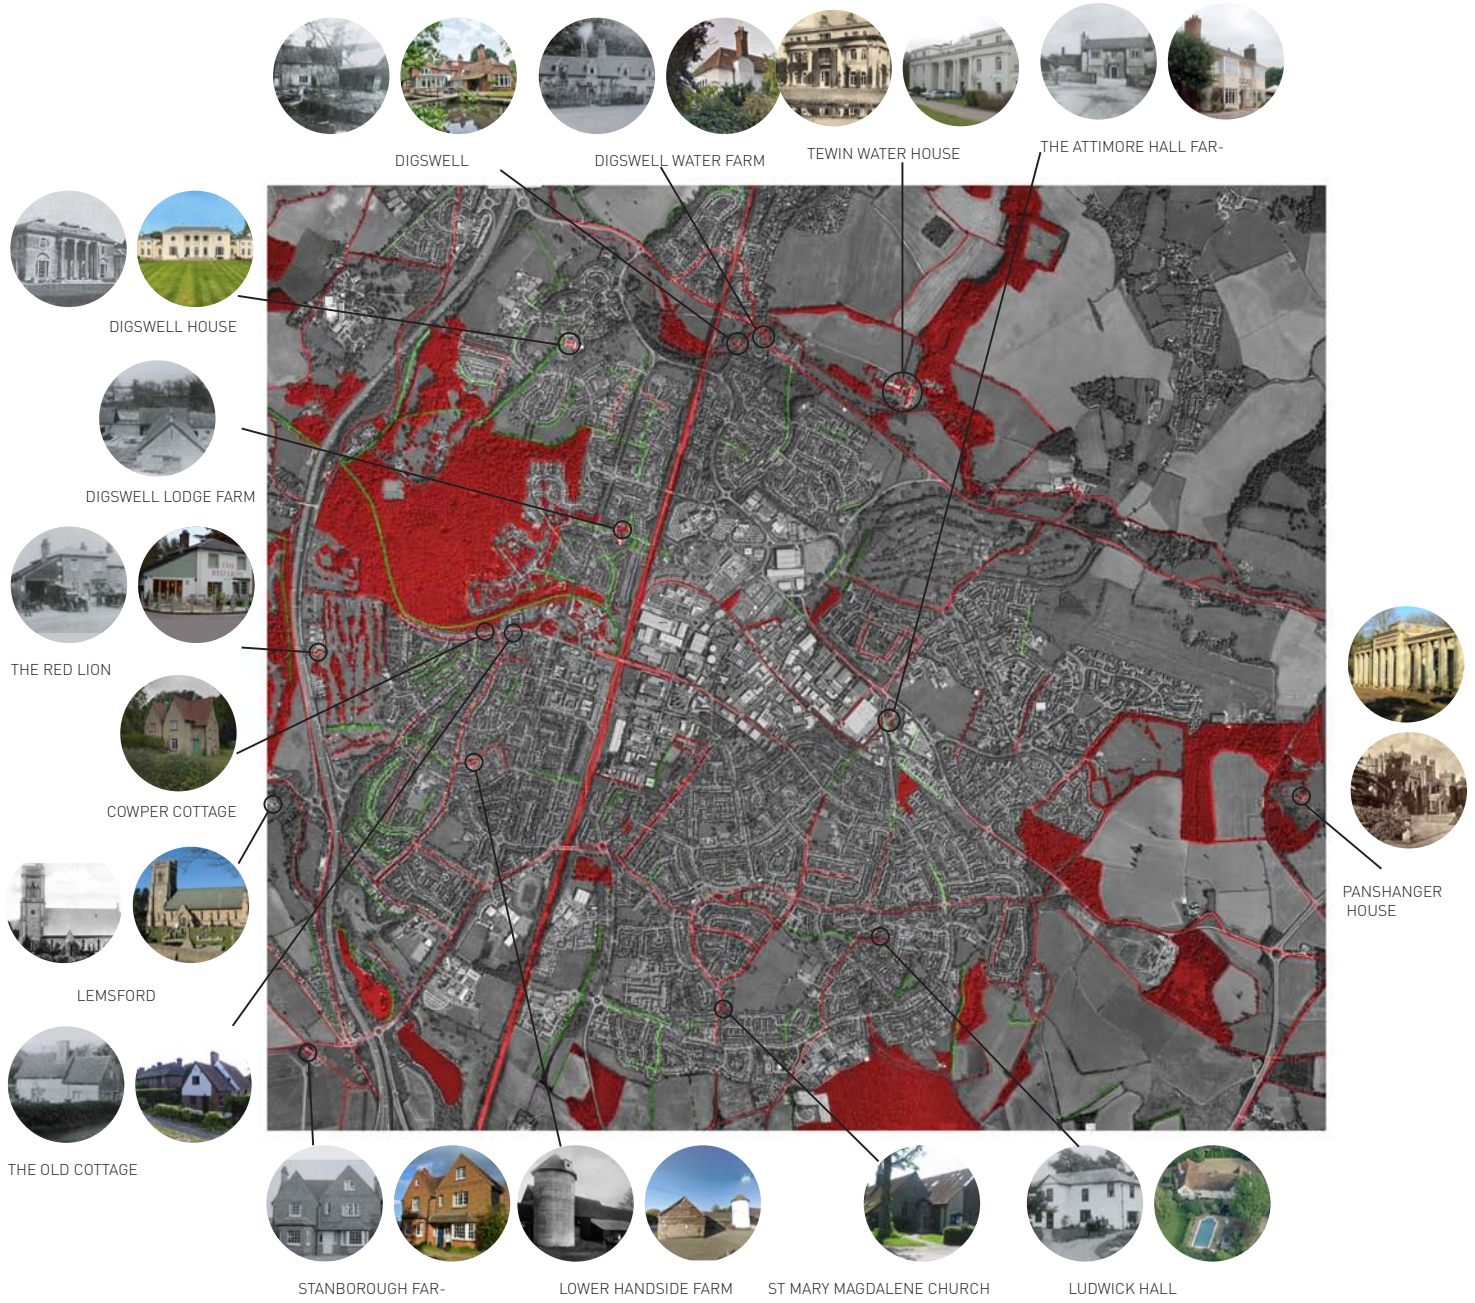 DIGSWELL
DIGSWELL WATER FARM
TEWIN WATER HOUSE
THE ATTIMORE HALL FAR-
DIGSWELL HOUSE
DIGSWELL LODGE FARM
THE RED LION
COWPER COTTAGE
LEMSFORD
THE OLD COTTAGE
PANSHANGER
HOUSE
STANBOROUGH FAR-
LOWER HANDSIDE FARM
ST MARY MAGDALENE CHURCH
LUDWICK HALL